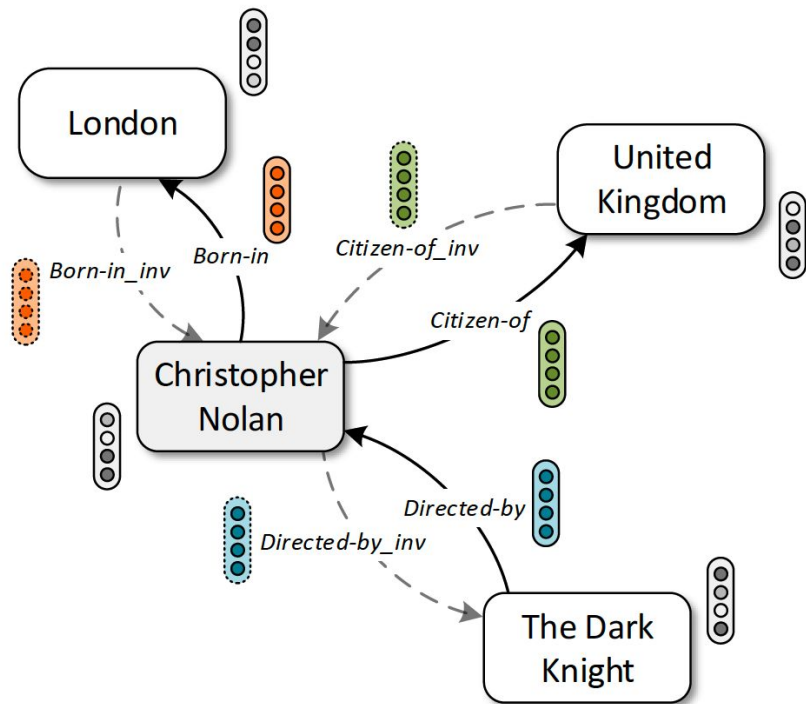 London
United
Kingdom
Born-in_inv
Born-in
Citizen-of_inv
Citizen-of
Christopher
Nolan
Directed-by
Directed-by_inv
The Dark
Knight